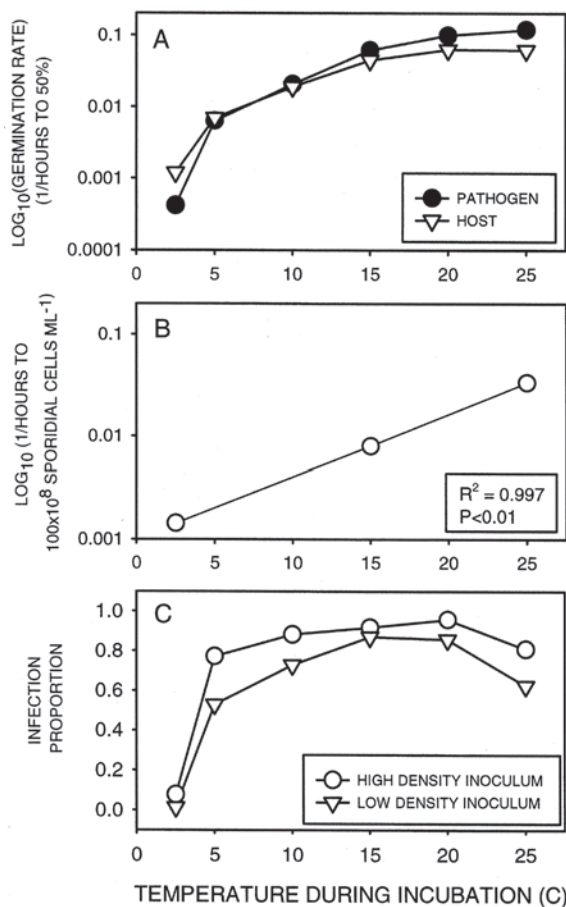 A
LOG10(GERMINATION RATE)
(1/HOURS TO 50%)
0.1
0.01
0.001
0.0001
PATHOGEN
HOST
0 5 10 15 20 25
B
LOG10 (1/HOURS TO
100x10^8 SPORIDIAL CELLS ML^-1)
0.1
0.01
0.001
R^2 = 0.997
P<0.01
0 5 10 15 20 25
C
INFECTION
PROPORTION
1.0
0.8
0.6
0.4
0.2
0.0
HIGH DENSITY INOCULUM
LOW DENSITY INOCULUM
0 5 10 15 20 25
TEMPERATURE DURING INCUBATION (C)